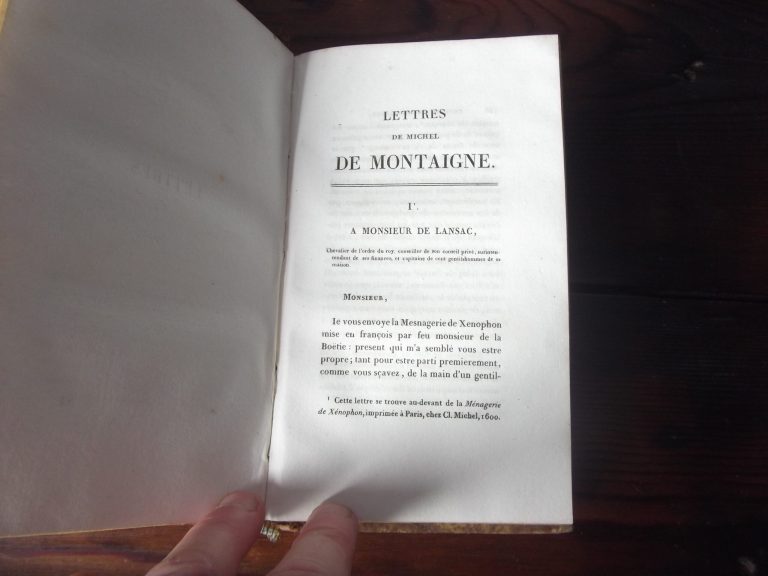 LETTRES
DE MICHEL
DE MONTAIGNE.
I¹.
A MONSIEUR DE LANSAC,
Chevalier de l'ordre du roy, conseiller de son conseil privé, surinten-
tendant de ses finances, et capitaine de cent gentilshommes de sa
maison.
MONSIEUR,
Ie vous envoye la Mesnagerie de Xenophon
mise en françois par feu monsieur de la
Boëtie : present qui m'a semblé vous estre
propre; tant pour estre parti premierement,
comme vous sçavez, de la main d'un gentil-
¹ Cette lettre se trouve au-devant de la Ménagerie
de Xénophon, imprimée à Paris, chez Cl. Michel, 1600.